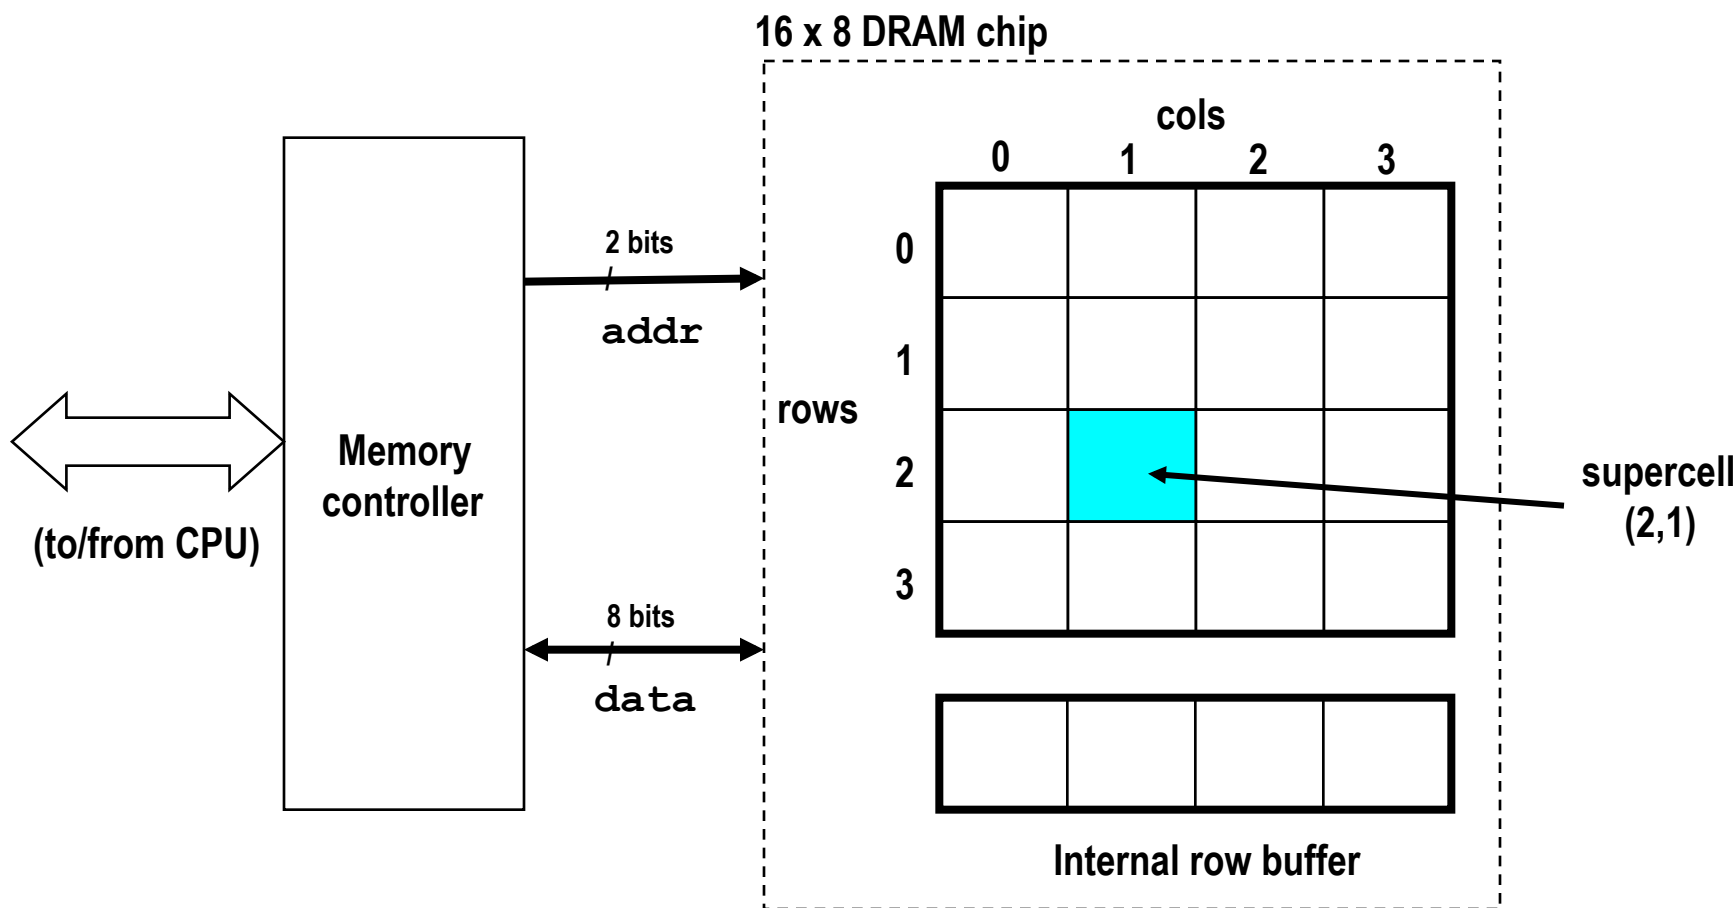 16 x 8 DRAM chip
cols
0 1 2 3
2 bits
addr
0
1
rows
2
3
Memory
controller
(to/from CPU)
8 bits
data
supercell
(2,1)
Internal row buffer